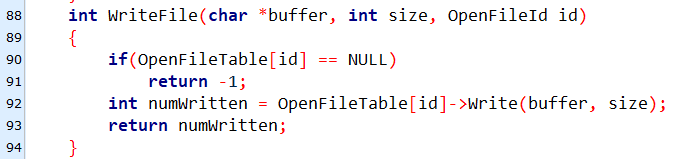 88 int WriteFile(char *buffer, int size, OpenFileId id)
89 {
90 if(OpenFileTable[id] == NULL)
91 return -1;
92 int numWritten = OpenFileTable[id]->Write(buffer, size);
93 return numWritten;
94 }